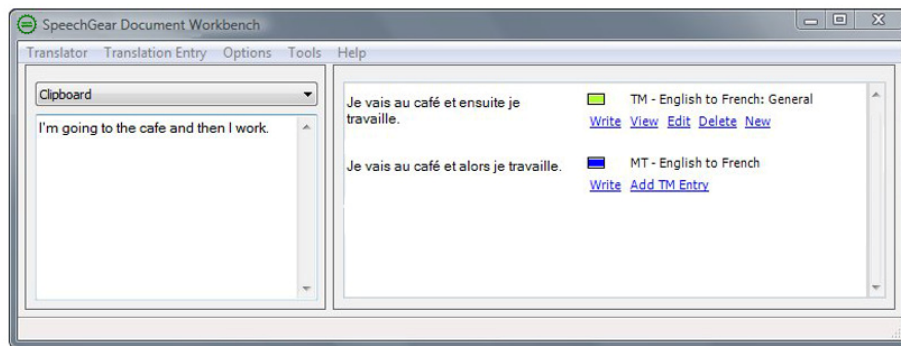 SpeechGear Document Workbench
Translator Translation Entry Options Tools Help
Clipboard
I'm going to the cafe and then I work.
Je vais au café et ensuite je
travaille.
TM - English to French: General
Write View Edit Delete New
Je vais au café et alors je travaille.
MT - English to French
Write Add TM Entry